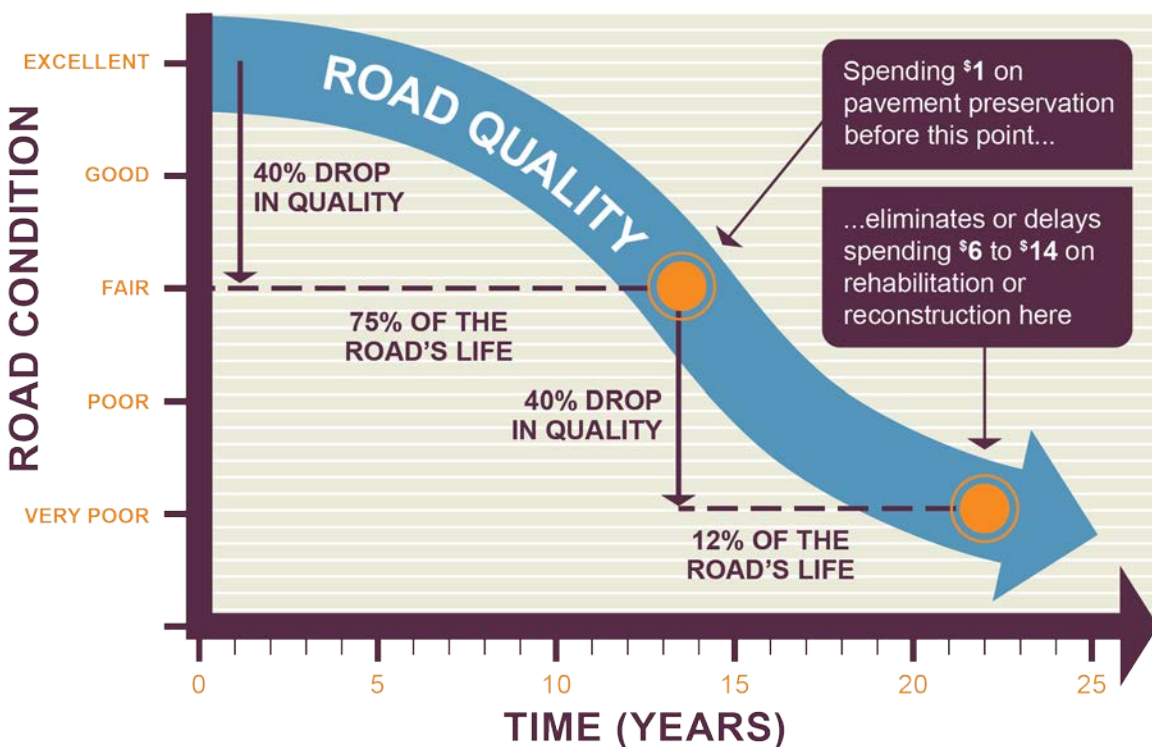 ROAD CONDITION
EXCELLENT
GOOD
FAIR
POOR
VERY POOR
ROAD QUALITY
40% DROP
IN QUALITY
75% OF THE
ROAD'S LIFE
40% DROP
IN QUALITY
12% OF THE
ROAD'S LIFE
Spending $1 on
pavement preservation
before this point...
...eliminates or delays
spending $6 to $14 on
rehabilitation or
reconstruction here
0
5
10
15
20
25
TIME (YEARS)